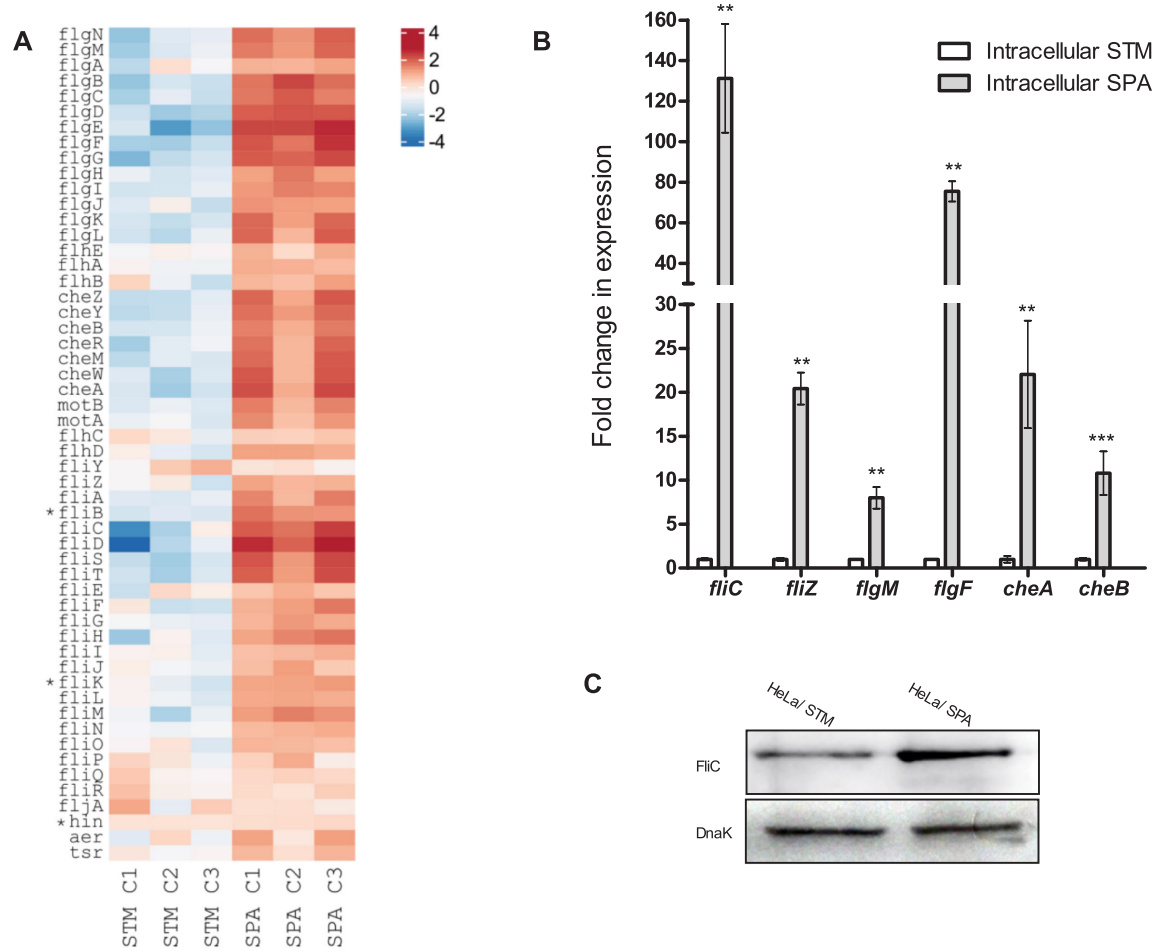 A
flgN
flgM
flgA
flgB
flgC
flgD
flgE
flgF
flgG
flgH
flgI
flgJ
flgK
flgL
flhE
flhA
flhB
cheZ
cheY
cheB
cheR
cheM
cheW
cheA
motB
motA
flhC
flhD
fliY
fliZ
fliA
*fliB
fliC
fliD
fliS
fliT
fliE
fliF
fliG
fliH
fliI
fliJ
*fliK
fliL
fliM
fliN
fliO
fliP
fliQ
fliR
fljA
*hin
aer
tsr
STM C1
STM C2
STM C3
SPA C1
SPA C2
SPA C3
4
2
0
-2
-4
B
Fold change in expression
160
140
120
100
80
60
40
30
25
20
15
10
5
0
Intracellular STM
Intracellular SPA
**
**
**
**
**
***
fliC
fliZ
flgM
flgF
cheA
cheB
C
HeLa/ STM
HeLa/ SPA
FliC
DnaK